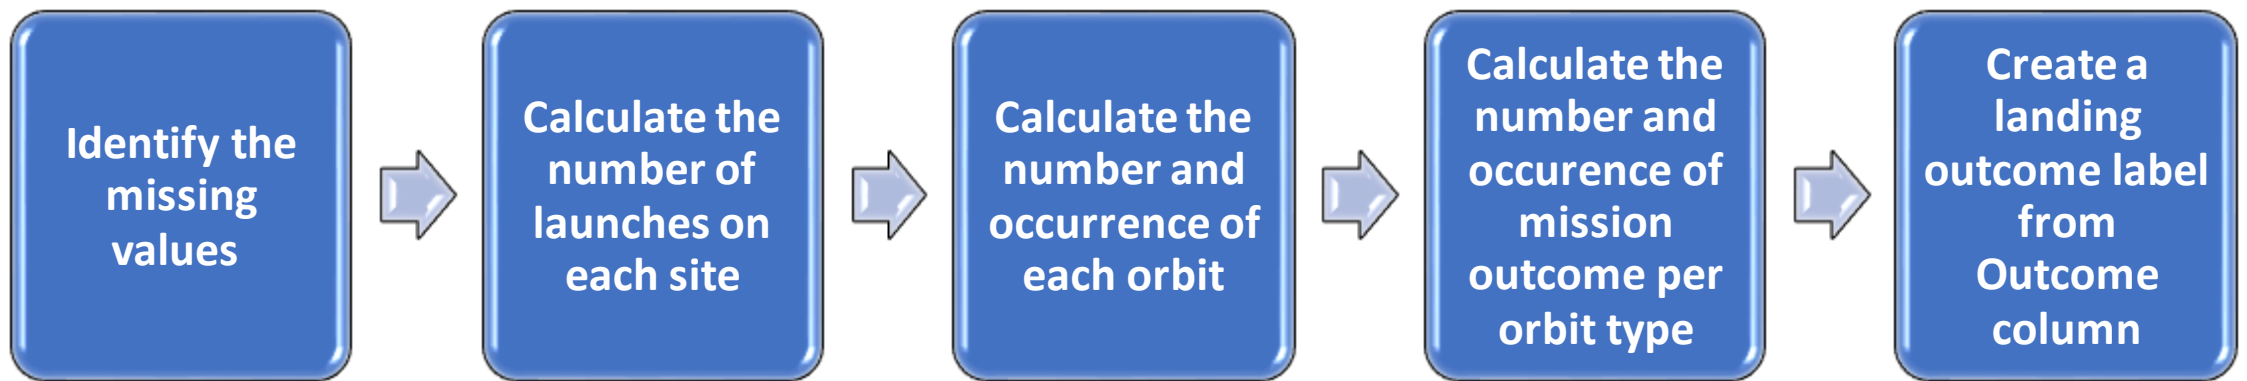 Identify the
missing
values
Calculate the
number of
launches on
each site
Calculate the
number and
occurrence of
each orbit
Calculate the
number and
occurence of
mission
outcome per
orbit type
Create a
landing
outcome label
from
Outcome
column